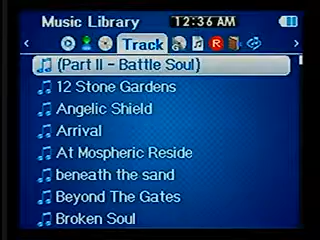 Music Library 12:36 AM
Track R
(Part II - Battle Soul)
12 Stone Gardens
Angelic Shield
Arrival
At Mospheric Reside
beneath the sand
Beyond The Gates
Broken Soul